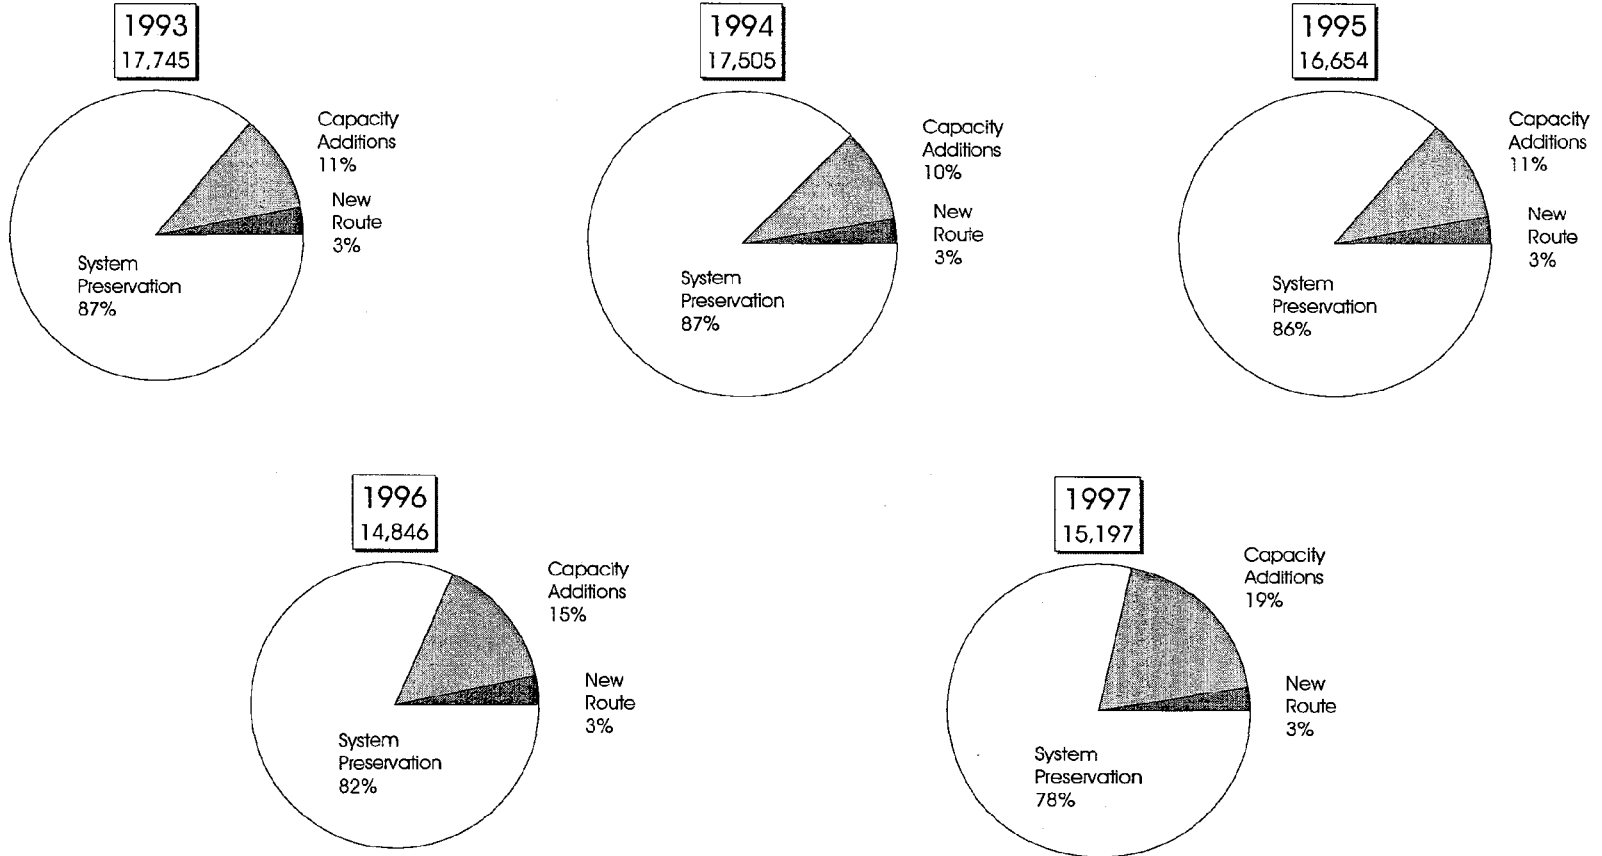 1993
17,745
Capacity
Additions
11%
New
Route
3%
System
Preservation
87%
1994
17,505
Capacity
Additions
10%
New
Route
3%
System
Preservation
87%
1995
16,654
Capacity
Additions
11%
New
Route
3%
System
Preservation
86%
1996
14,846
Capacity
Additions
15%
New
Route
3%
System
Preservation
82%
1997
15,197
Capacity
Additions
19%
New
Route
3%
System
Preservation
78%